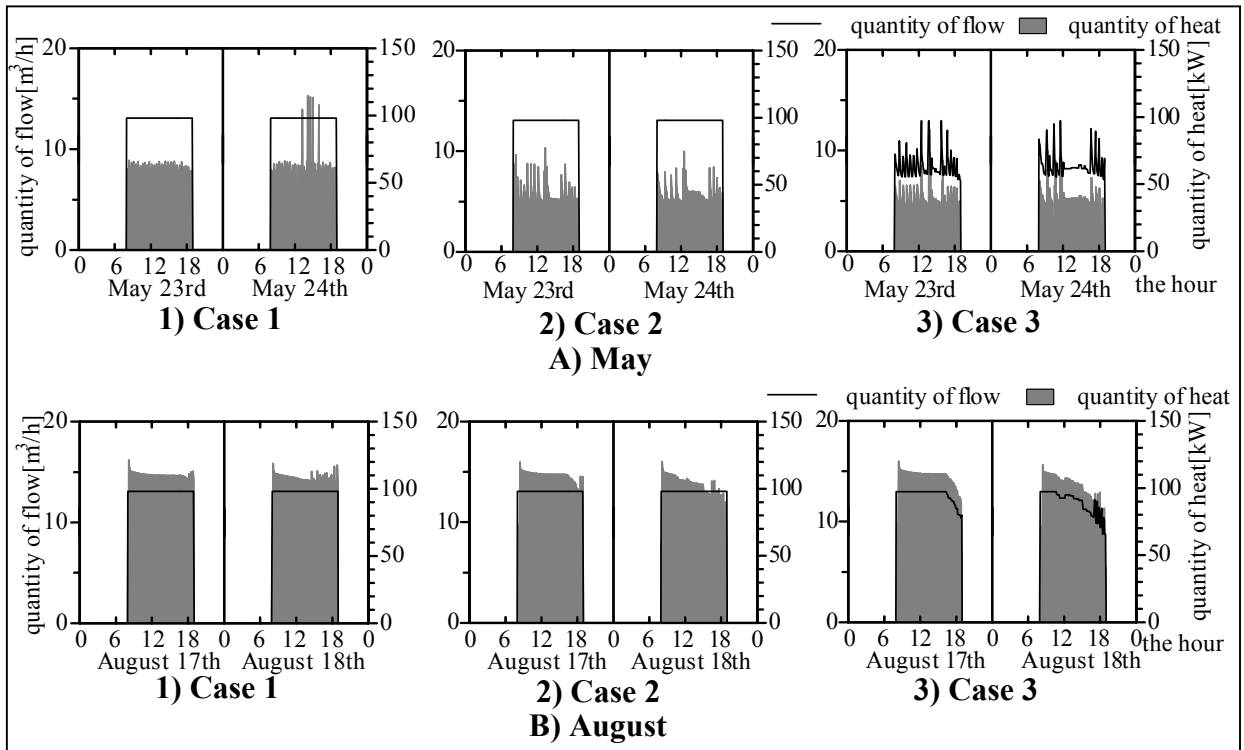 quantity of flow quantity of heat
20 150 20 150 20 150
quantity of flow[m³/h]
quantity of heat[kW]
100 100 100
10 10 10
50 50 50
0 0 0 0 0 0
0 6 12 18 0 6 12 18 0 0 6 12 18 0 6 12 18 0 0 6 12 18 0 6 12 18 0
May 23rd May 24th May 23rd May 24th May 23rd May 24th the hour
1) Case 1 2) Case 2 3) Case 3
A) May
quantity of flow quantity of heat
20 150 20 150 20 150
quantity of flow[m³/h]
quantity of heat[kW]
100 100 100
10 10 10
50 50 50
0 0 0 0 0 0
0 6 12 18 0 6 12 18 0 0 6 12 18 0 6 12 18 0 0 6 12 18 0 6 12 18 0 the hour
August 17th August 18th August 17th August 18th August 17th August 18th
1) Case 1 2) Case 2 3) Case 3
B) August